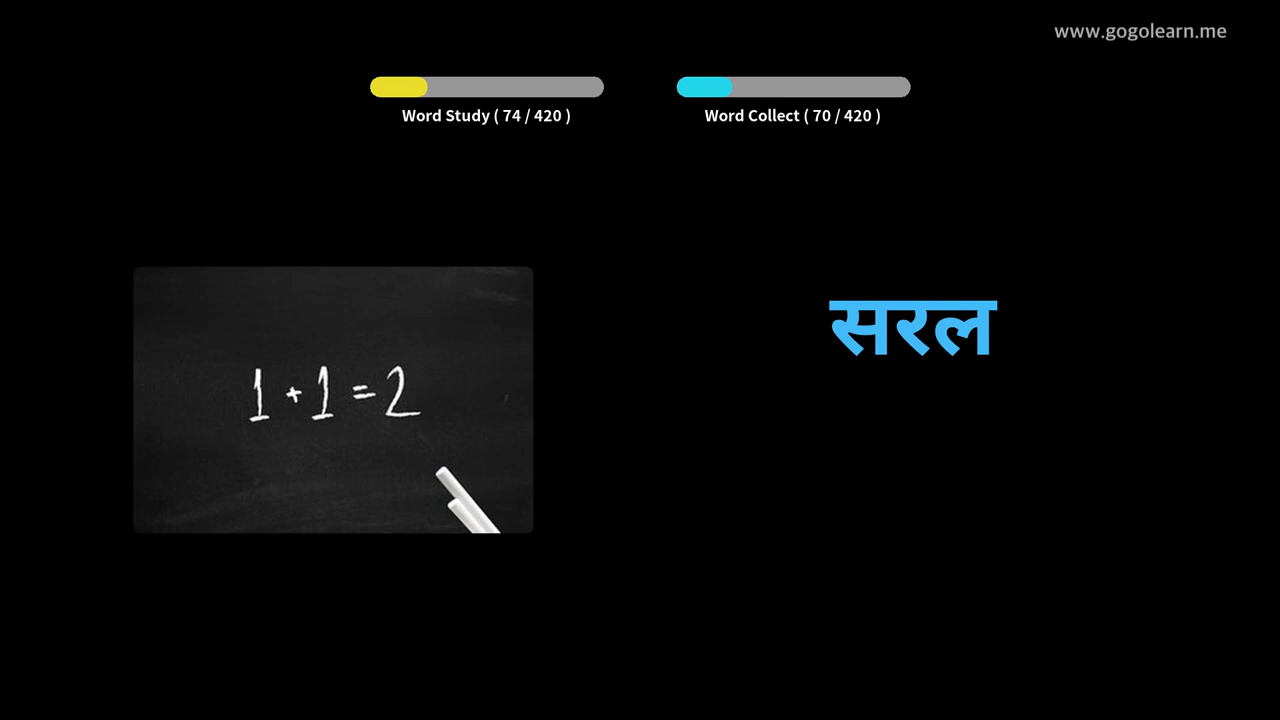 www.gogolearn.me
Word Study ( 74 / 420 )
Word Collect ( 70 / 420 )
1 + 1 = 2
सरल